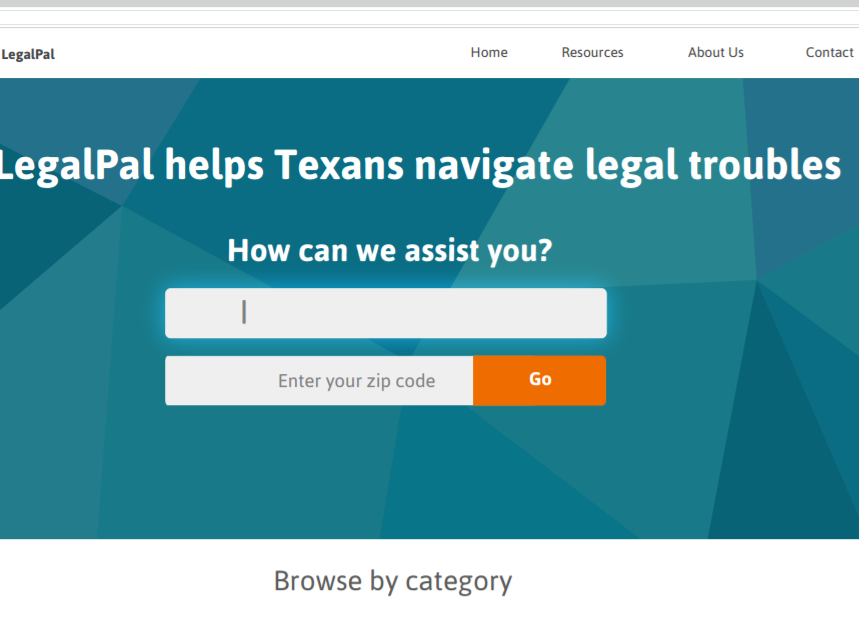 LegalPal Home Resources About Us Contact
LegalPal helps Texans navigate legal troubles
How can we assist you?
Enter your zip code Go
Browse by category